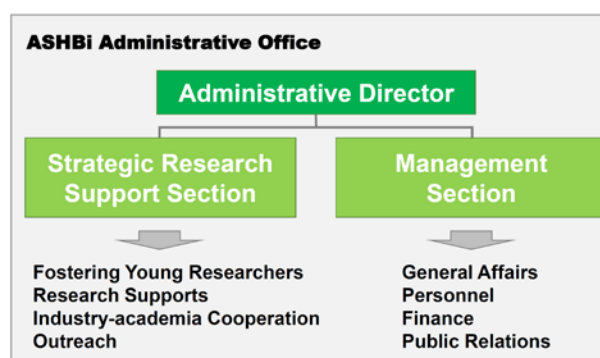 ASHBi Administrative Office
Administrative Director
Strategic Research
Support Section
Management
Section
Fostering Young Researchers
Research Supports
Industry-academia Cooperation
Outreach
General Affairs
Personnel
Finance
Public Relations